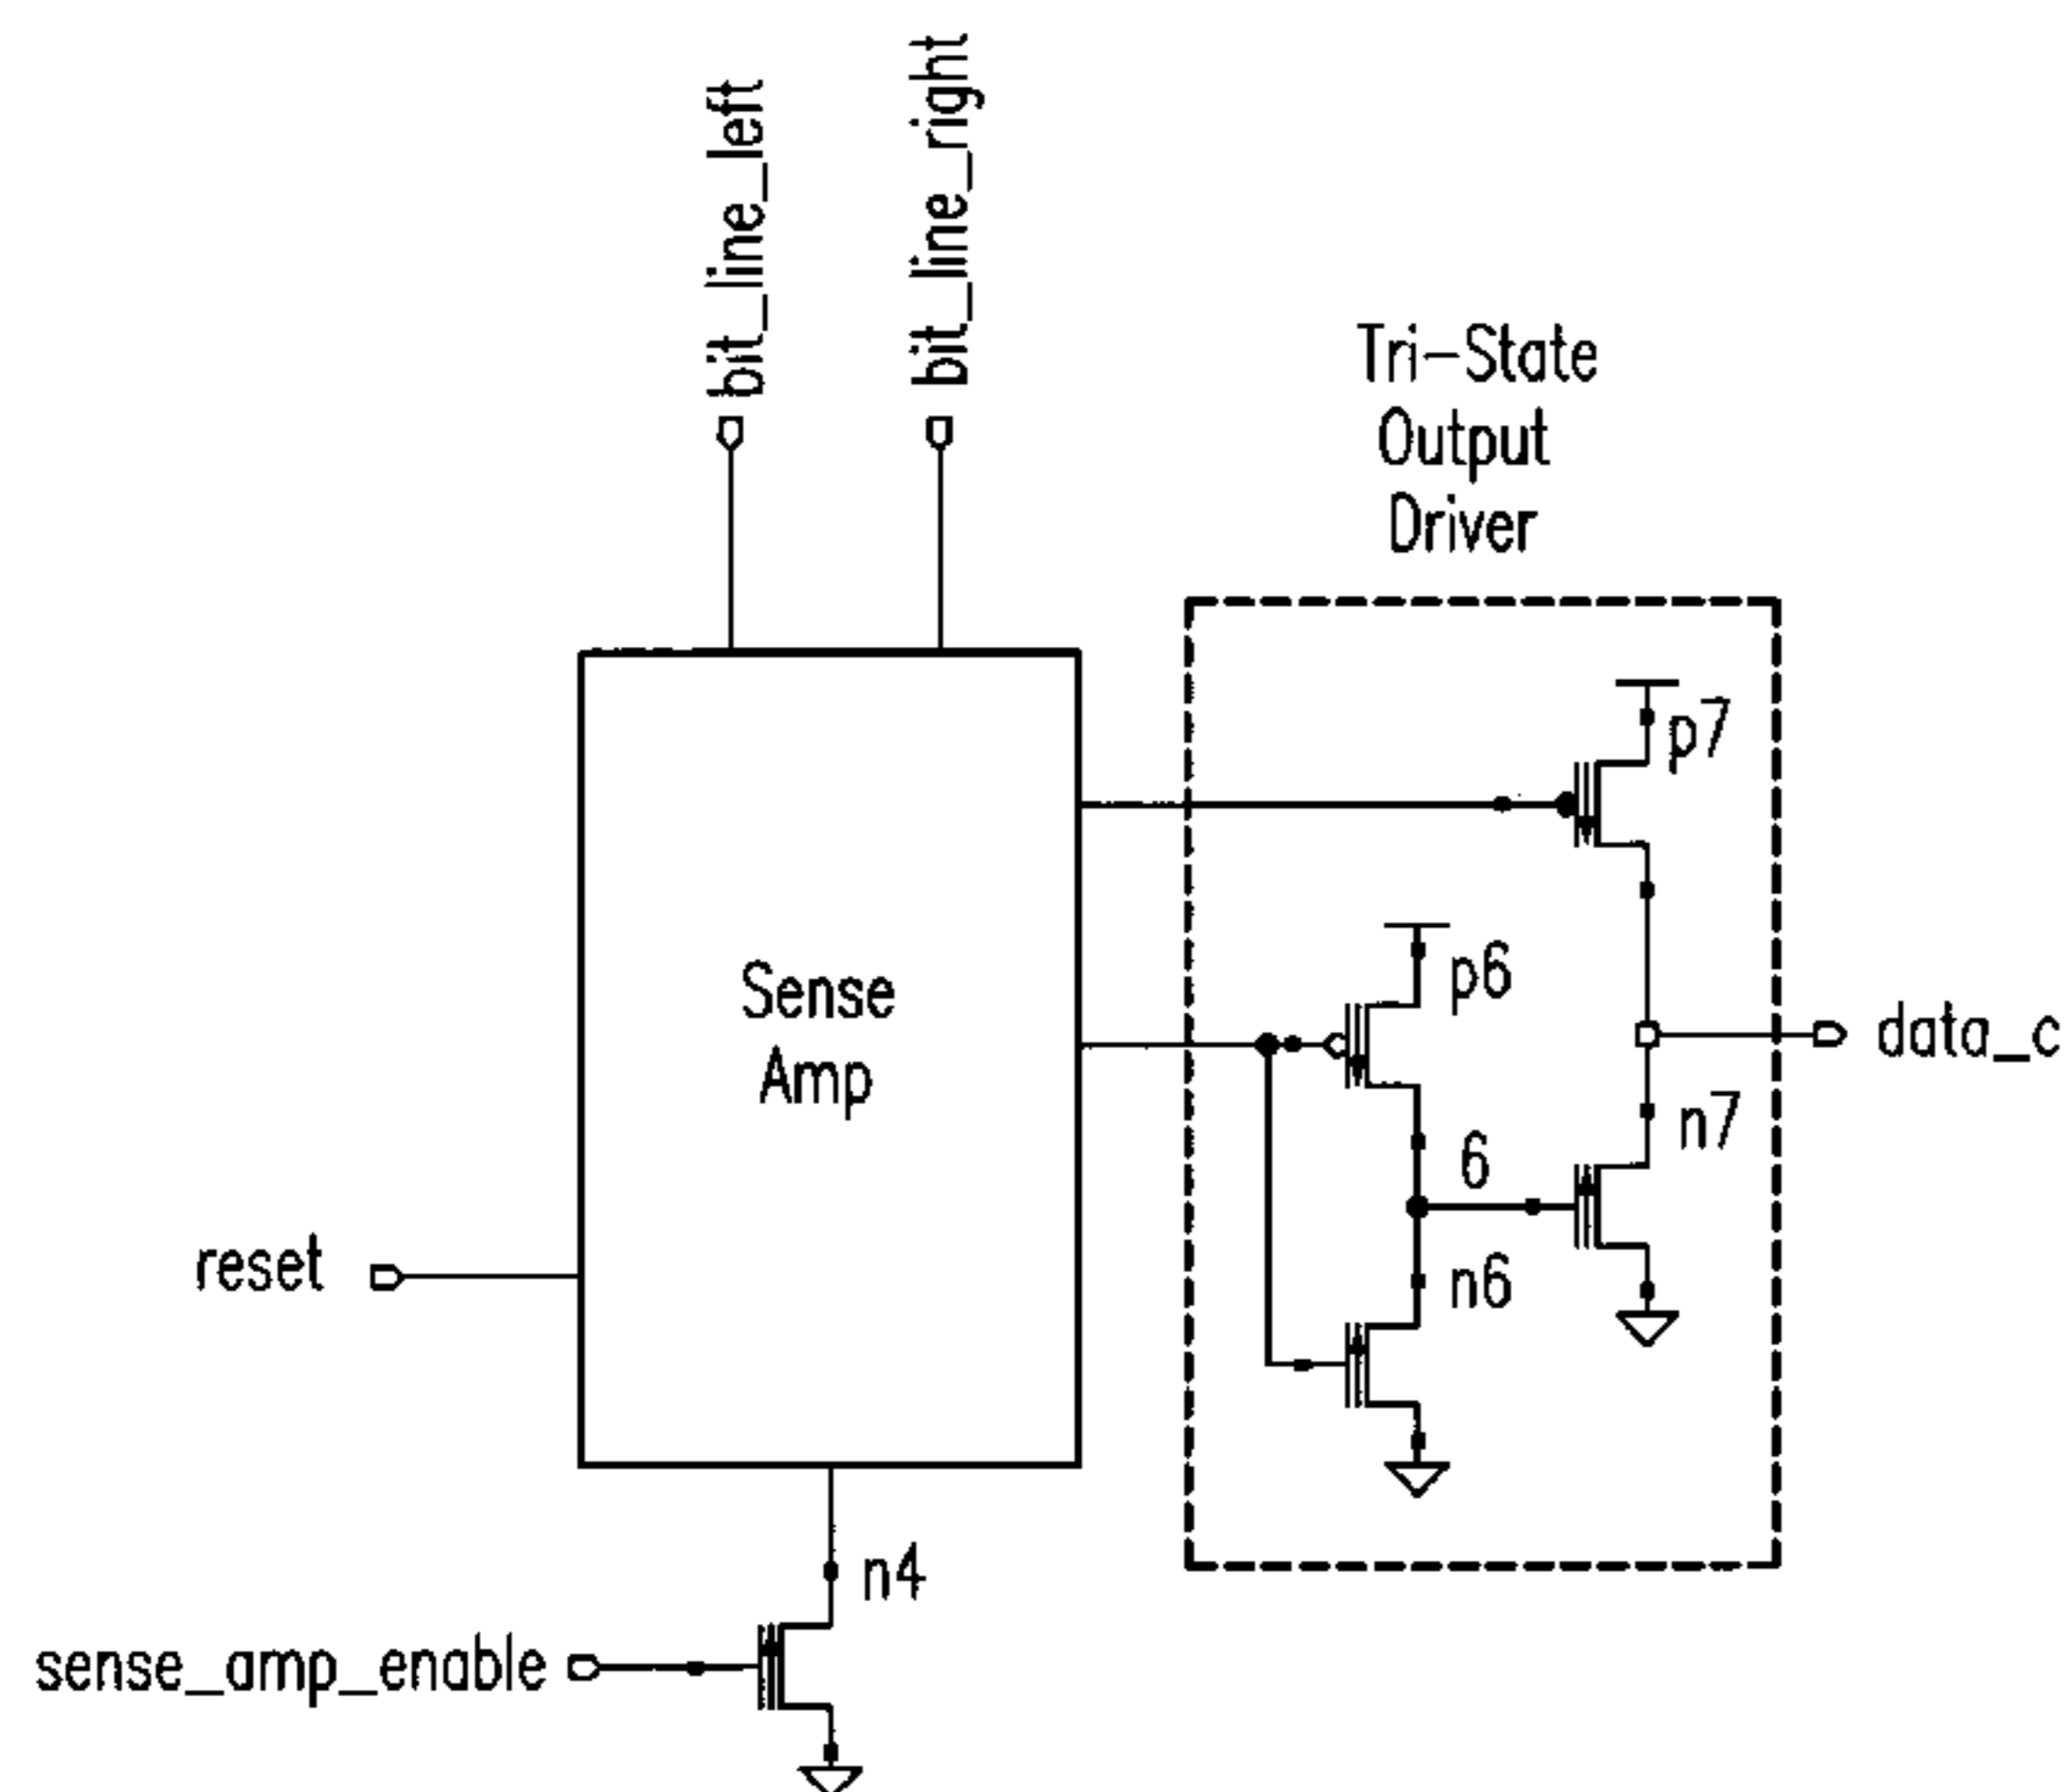 bit_line_left
bit_line_right
Tri-State
Output
Driver
p7
p6
Sense
Amp
data_c
n7
6
n6
reset
n4
sense_amp_enable